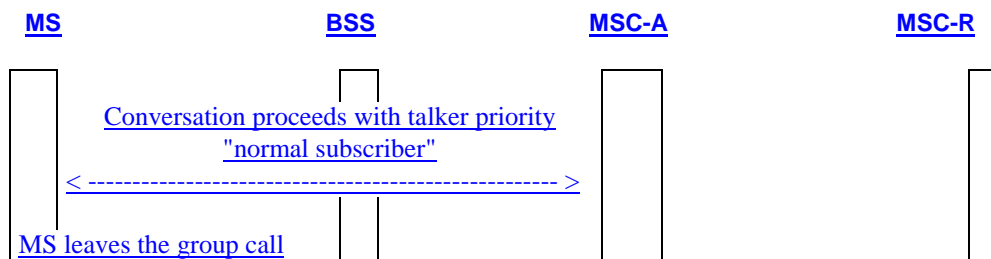 MS BSS MSC-A MSC-R
Conversation proceeds with talker priority
"normal subscriber"
< ------------------------------------------------------ >
MS leaves the group call